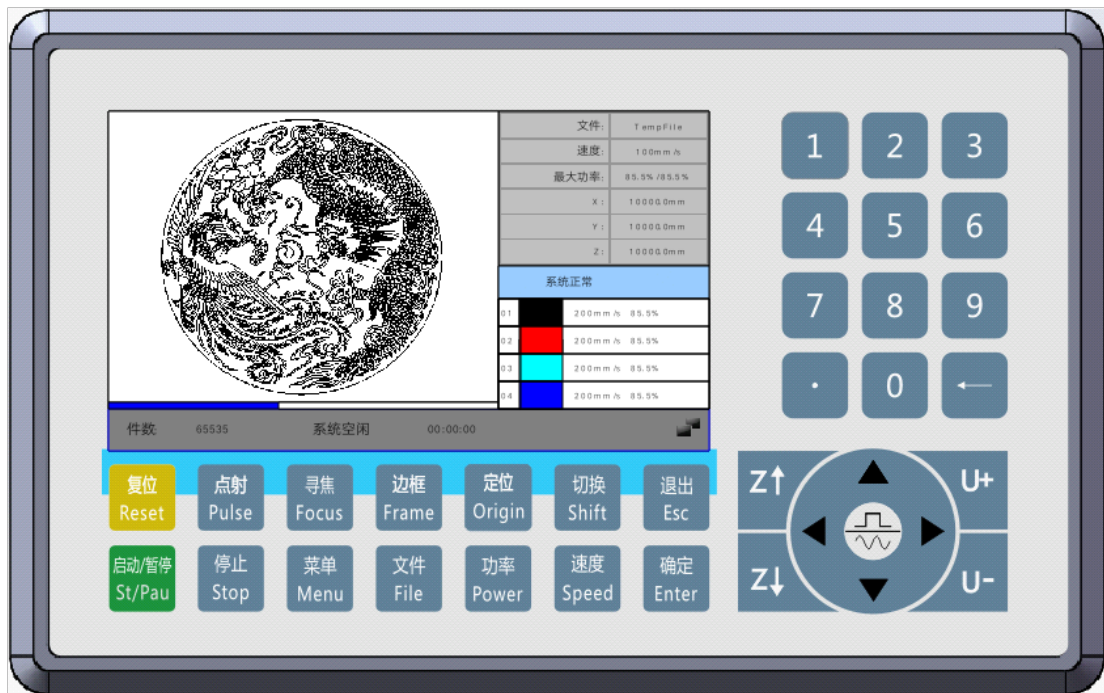 文件: TempFile
速度: 100mm/s
最大功率: 85.5%/85.5%
X: 10000.0mm
Y: 10000.0mm
Z: 10000.0mm
系统正常
01 200mm/s 85.5%
02 200mm/s 85.5%
03 200mm/s 85.5%
04 200mm/s 85.5%
件数: 65535 系统空闲 00:00:00
1 2 3
4 5 6
7 8 9
. 0 ←
复位 点射 寻焦 边框 定位 切换 退出
Reset Pulse Focus Frame Origin Shift Esc
启动/暂停 停止 菜单 文件 功率 速度 确定
St/Pau Stop Menu File Power Speed Enter
Z↑ U+
Z↓ U-